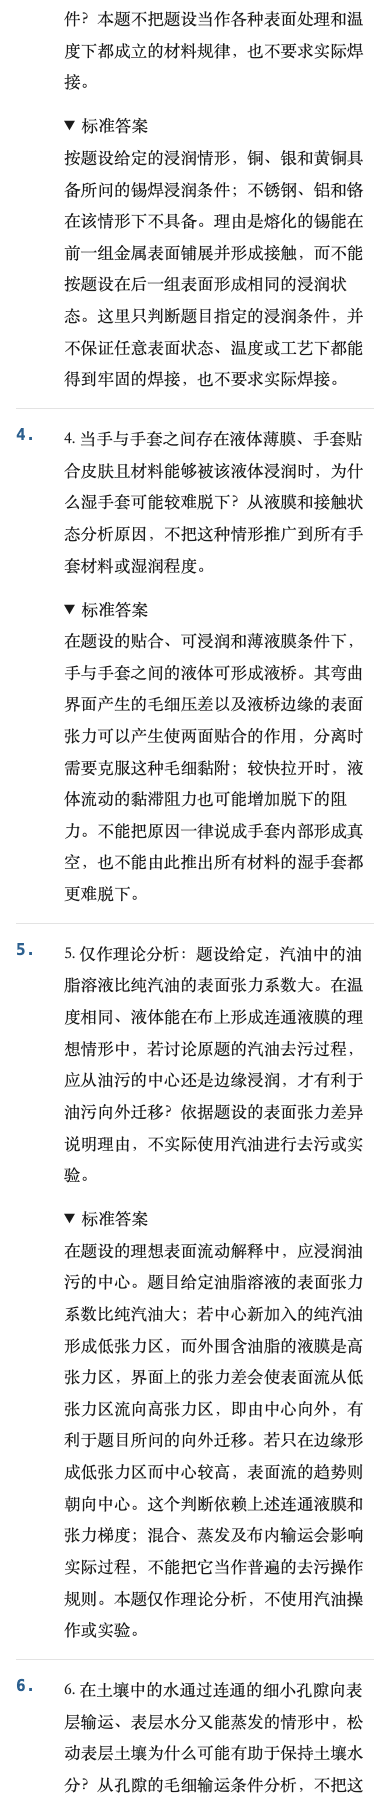 件？本题不把题设当作各种表面处理和温
度下都成立的材料规律，也不要求实际焊
接。
▼ 标准答案
按题设给定的浸润情形，铜、银和黄铜具
备所问的锡焊浸润条件；不锈钢、铝和铬
在该情形下不具备。理由是熔化的锡能在
前一组金属表面铺展并形成接触，而不能
按题设在后一组表面形成相同的浸润状
态。这里只判断题目指定的浸润条件，并
不保证任意表面状态、温度或工艺下都能
得到牢固的焊接，也不要求实际焊接。
4. 4. 当手与手套之间存在液体薄膜、手套贴
合皮肤且材料能够被该液体浸润时，为什
么湿手套可能较难脱下？从液膜和接触状
态分析原因，不把这种情形推广到所有手
套材料或湿润程度。
▼ 标准答案
在题设的贴合、可浸润和薄液膜条件下，
手与手套之间的液体可形成液桥。其弯曲
界面产生的毛细压差以及液桥边缘的表面
张力可以产生使两面贴合的作用，分离时
需要克服这种毛细黏附；较快拉开时，液
体流动的黏滞阻力也可能增加脱下的阻
力。不能把原因一律说成手套内部形成真
空，也不能由此推出所有材料的湿手套都
更难脱下。
5. 5. 仅作理论分析：题设给定，汽油中的油
脂溶液比纯汽油的表面张力系数大。在温
度相同、液体能在布上形成连通液膜的理
想情形中，若讨论原题的汽油去污过程，
应从油污的中心还是边缘浸润，才有利于
油污向外迁移？依据题设的表面张力差异
说明理由，不实际使用汽油进行去污或实
验。
▼ 标准答案
在题设的理想表面流动解释中，应浸润油
污的中心。题目给定油脂溶液的表面张力
系数比纯汽油大；若中心新加入的纯汽油
形成低张力区，而外围含油脂的液膜是高
张力区，界面上的张力差会使表面流从低
张力区流向高张力区，即由中心向外，有
利于题目所问的向外迁移。若只在边缘形
成低张力区而中心较高，表面流的趋势则
朝向中心。这个判断依赖上述连通液膜和
张力梯度；混合、蒸发及布内输运会影响
实际过程，不能把它当作普遍的去污操作
规则。本题仅作理论分析，不使用汽油操
作或实验。
6. 6. 在土壤中的水通过连通的细小孔隙向表
层输运、表层水分又能蒸发的情形中，松
动表层土壤为什么可能有助于保持土壤水
分？从孔隙的毛细输运条件分析，不把这